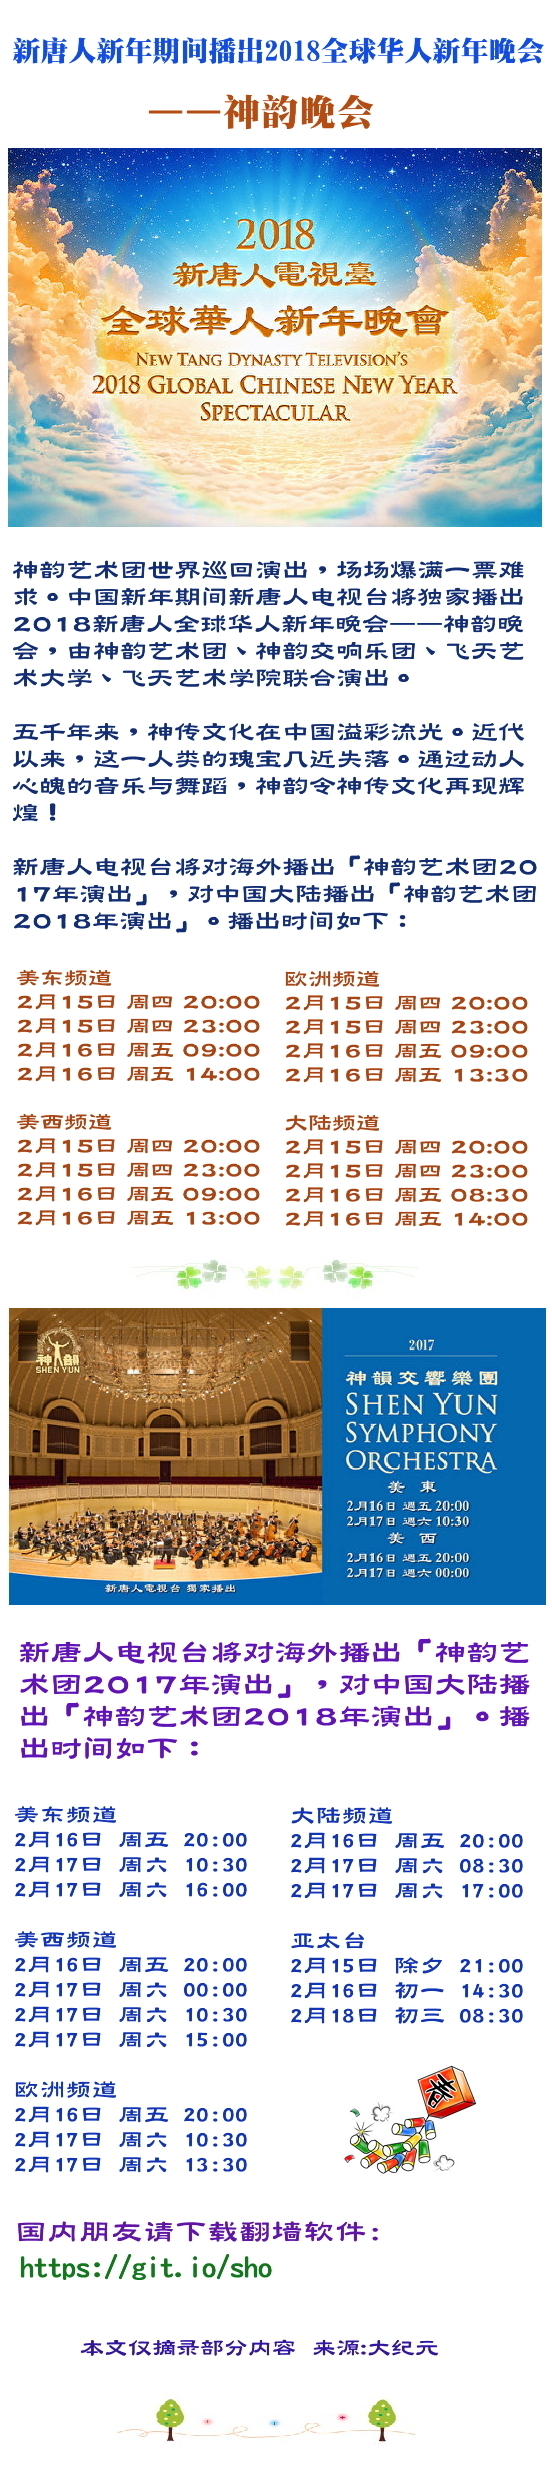 新唐人新年期间播出2018全球华人新年晚会
——神韵晚会
2018
新唐人電視臺
全球華人新年晚會
NEW TANG DYNASTY TELEVISION'S
2018 GLOBAL CHINESE NEW YEAR
SPECTACULAR
神韵艺术团世界巡回演出，场场爆满一票难
求。中国新年期间新唐人电视台将独家播出
2018新唐人全球华人新年晚会——神韵晚
会，由神韵艺术团、神韵交响乐团、飞天艺
术大学、飞天艺术学院联合演出。
五千年来，神传文化在中国溢彩流光。近代
以来，这一人类的瑰宝几近失落。通过动人
心魄的音乐与舞蹈，神韵令神传文化再现辉
煌！
新唐人电视台将对海外播出「神韵艺术团20
17年演出」，对中国大陆播出「神韵艺术团
2018年演出」。播出时间如下：
美东频道
2月15日 周四 20:00
2月15日 周四 23:00
2月16日 周五 09:00
2月16日 周五 14:00
欧洲频道
2月15日 周四 20:00
2月15日 周四 23:00
2月16日 周五 09:00
2月16日 周五 13:30
美西频道
2月15日 周四 20:00
2月15日 周四 23:00
2月16日 周五 09:00
2月16日 周五 13:00
大陆频道
2月15日 周四 20:00
2月15日 周四 23:00
2月16日 周五 08:30
2月16日 周五 14:00
神韻
SHEN YUN
新唐人電視台 獨家播出
2017
神韻交響樂團
SHEN YUN
SYMPHONY
ORCHESTRA
美 東
2月16日 週五 20:00
2月17日 週六 10:30
美 西
2月16日 週五 20:00
2月17日 週六 00:00
新唐人电视台将对海外播出「神韵艺
术团2017年演出」，对中国大陆播
出「神韵艺术团2018年演出」。播
出时间如下：
美东频道
2月16日 周五 20:00
2月17日 周六 10:30
2月17日 周六 16:00
大陆频道
2月16日 周五 20:00
2月17日 周六 08:30
2月17日 周六 17:00
美西频道
2月16日 周五 20:00
2月17日 周六 00:00
2月17日 周六 10:30
2月17日 周六 15:00
亚太台
2月15日 除夕 21:00
2月16日 初一 14:30
2月18日 初三 08:30
欧洲频道
2月16日 周五 20:00
2月17日 周六 10:30
2月17日 周六 13:30
春
国内朋友请下载翻墙软件:
https://git.io/sho
本文仅摘录部分内容 来源:大纪元